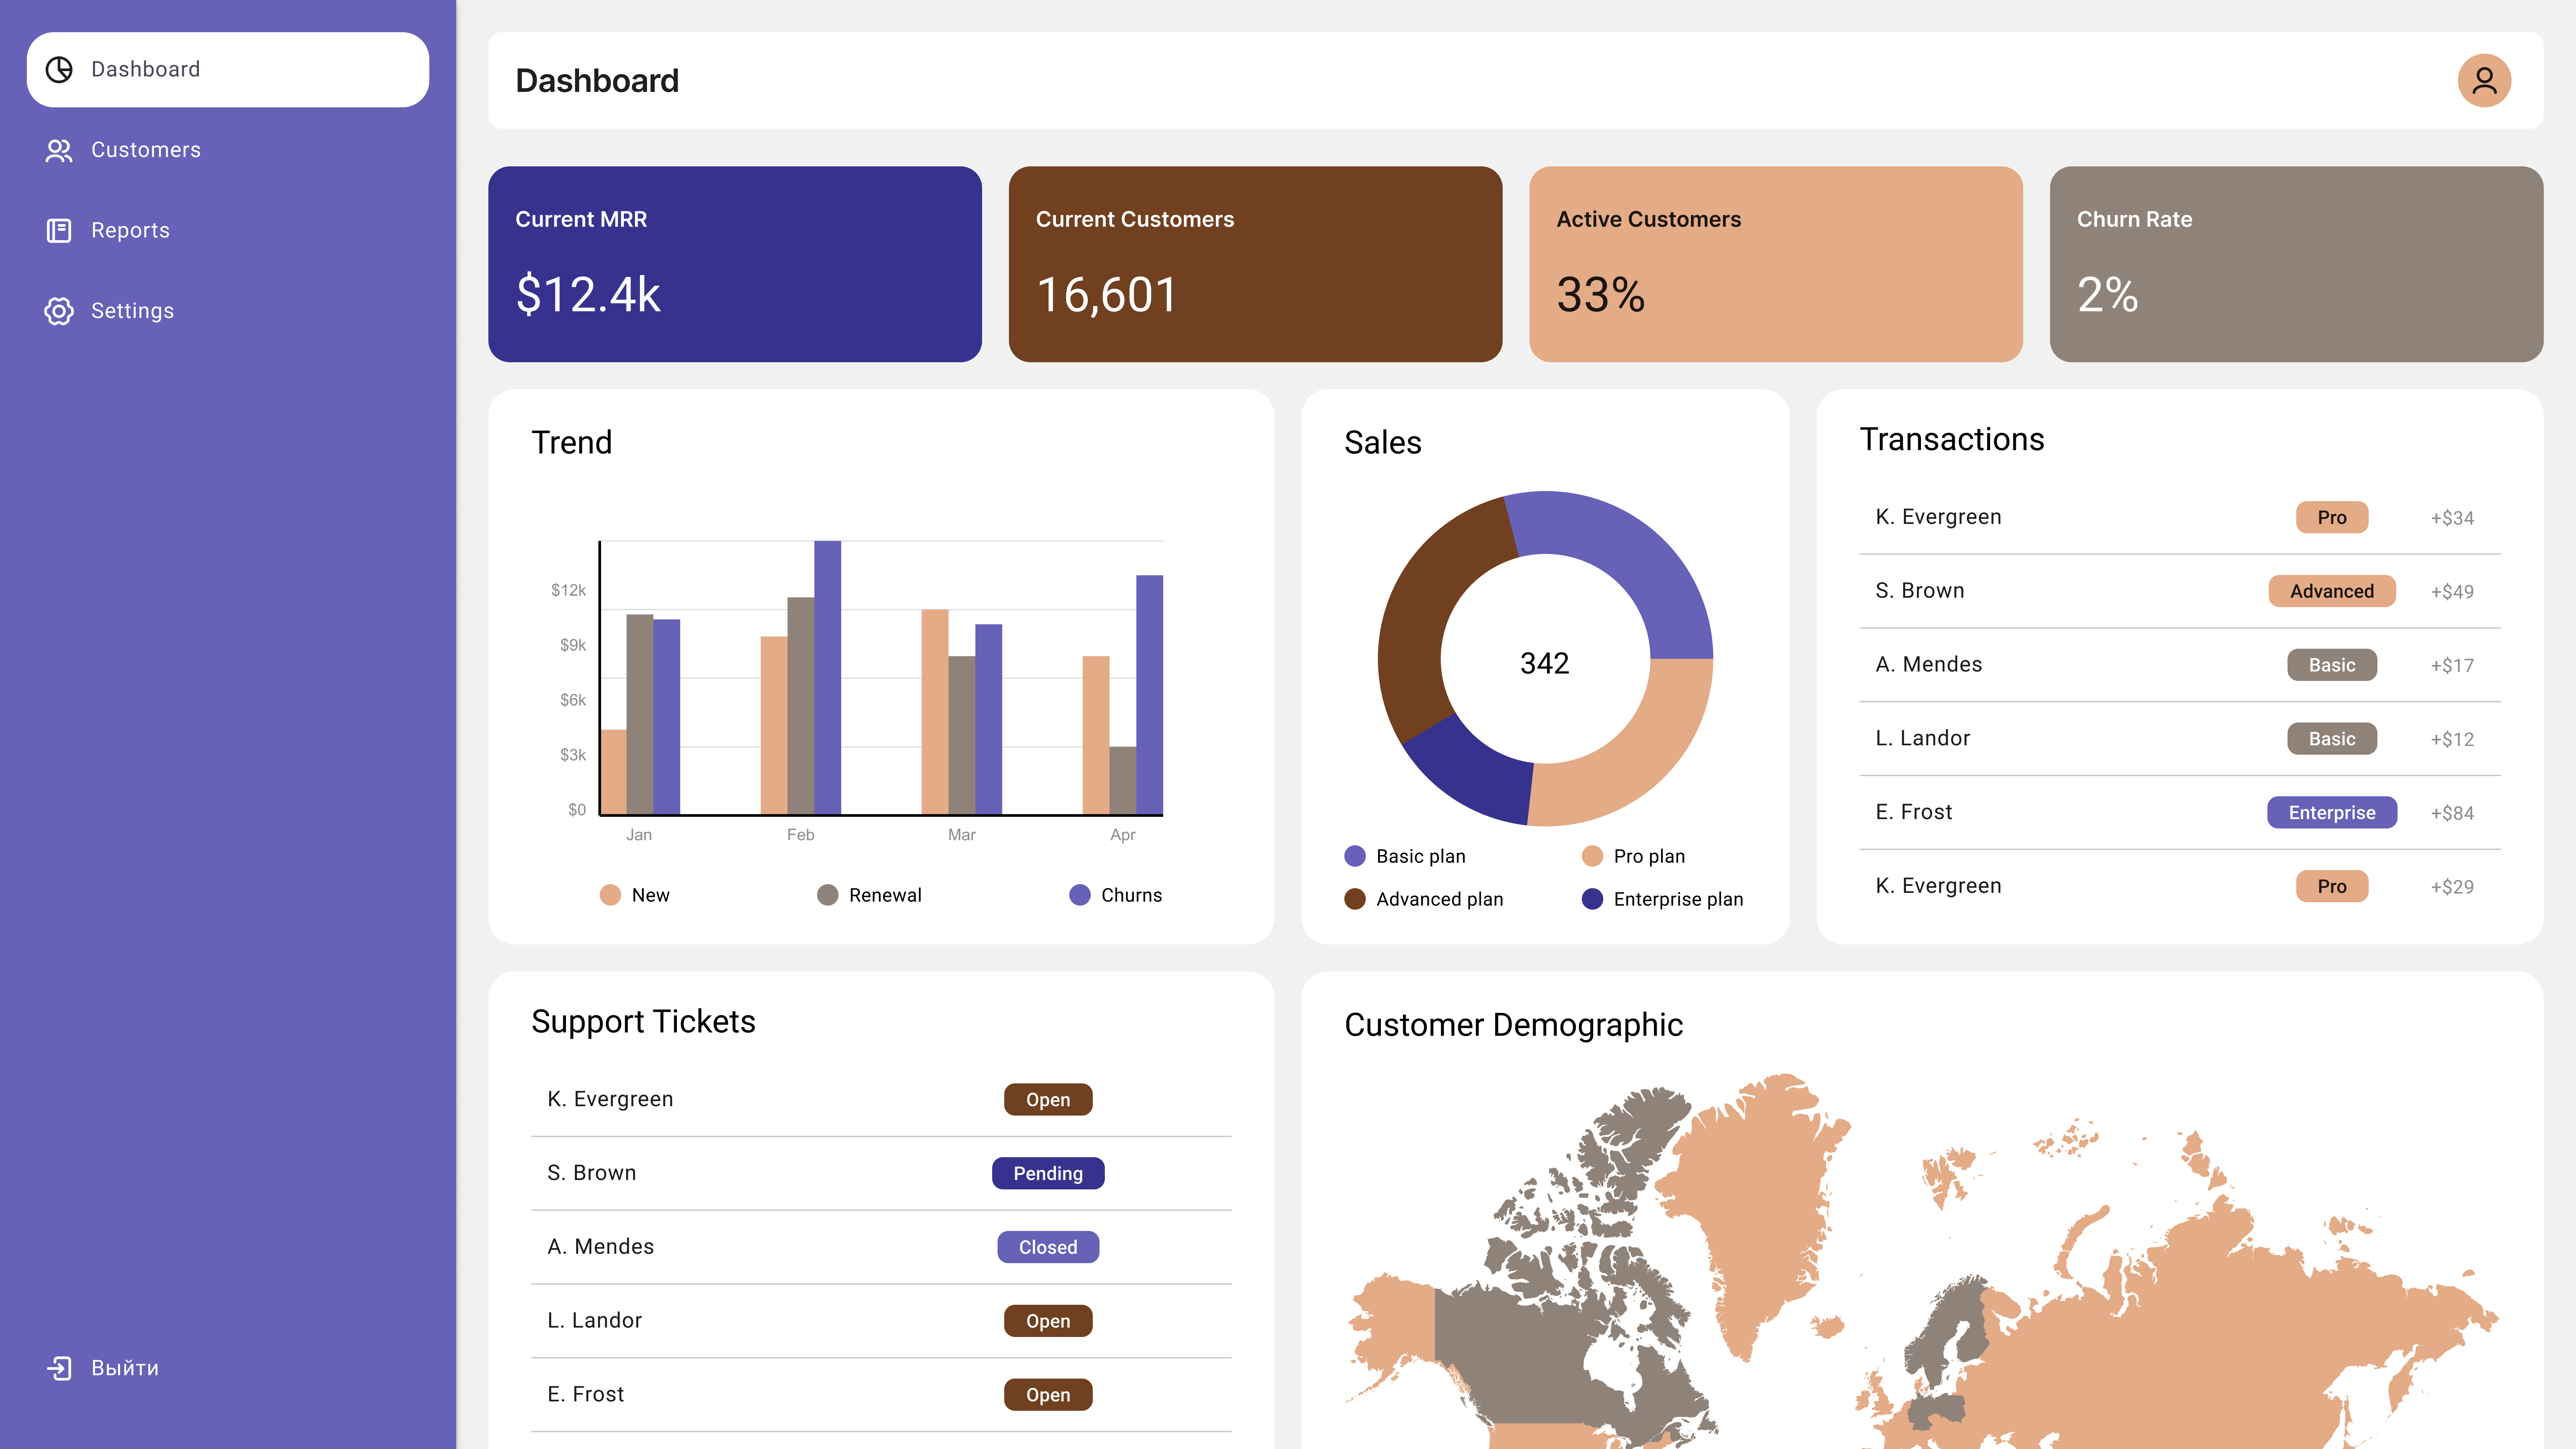 Dashboard
Customers
Reports
Settings
Выйти
Dashboard
Current MRR
$12.4k
Current Customers
16,601
Active Customers
33%
Churn Rate
2%
Trend
$12k
$9k
$6k
$3k
$0
Jan Feb Mar Apr
New Renewal Churns
Sales
342
Basic plan Pro plan
Advanced plan Enterprise plan
Transactions
K. Evergreen Pro +$34
S. Brown Advanced +$49
A. Mendes Basic +$17
L. Landor Basic +$12
E. Frost Enterprise +$84
K. Evergreen Pro +$29
Support Tickets
K. Evergreen Open
S. Brown Pending
A. Mendes Closed
L. Landor Open
E. Frost Open
Customer Demographic